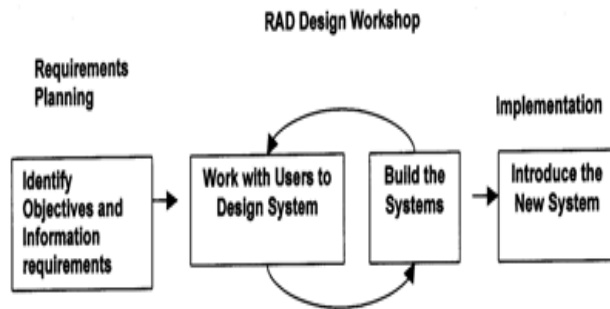 RAD Design Workshop
Requirements
Planning
Implementation
Identify
Objectives and
Information
requirements
Work with Users to
Design System
Build the
Systems
Introduce the
New System